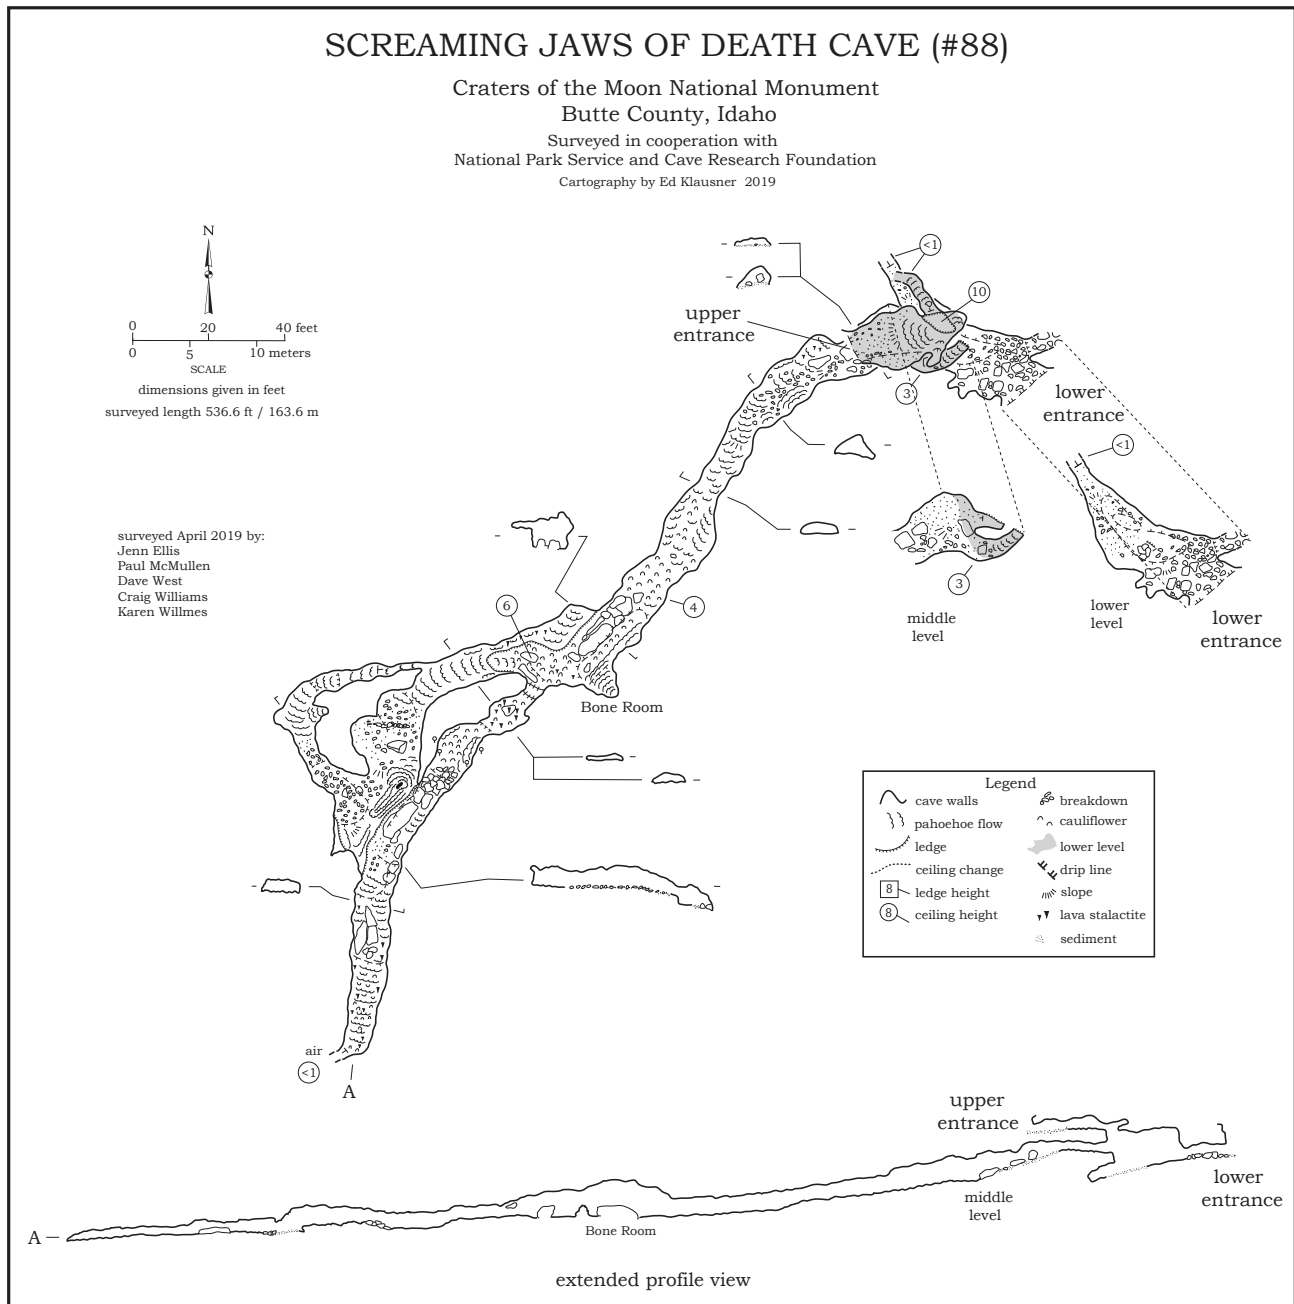 SCREAMING JAWS OF DEATH CAVE (#88)
Craters of the Moon National Monument
Butte County, Idaho
Surveyed in cooperation with
National Park Service and Cave Research Foundation
Cartography by Ed Klausner 2019
N
0 20 40 feet
0 5 10 meters
SCALE
dimensions given in feet
surveyed length 536.6 ft / 163.6 m
<1
10
upper
entrance
3
lower
entrance
<1
surveyed April 2019 by:
Jenn Ellis
Paul McMullen
Dave West
Craig Williams
Karen Willmes
6
4
3
middle
level
lower
level
lower
entrance
Bone Room
Legend
cave walls
pahoehoe flow
ledge
ceiling change
8 ledge height
8 ceiling height
breakdown
cauliflower
lower level
drip line
slope
lava stalactite
sediment
air
<1
A
upper
entrance
middle
level
lower
entrance
Bone Room
A
extended profile view